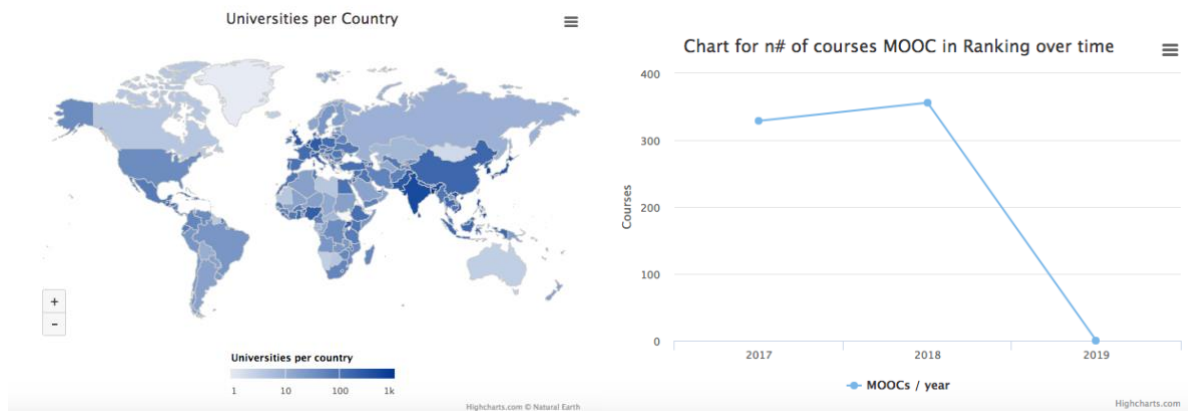 Universities per Country
+
−
Universities per country
1 10 100 1k
Highcharts.com © Natural Earth
Chart for n# of courses MOOC in Ranking over time
400
300
200
100
0
Courses
2017 2018 2019
MOOCs / year
Highcharts.com